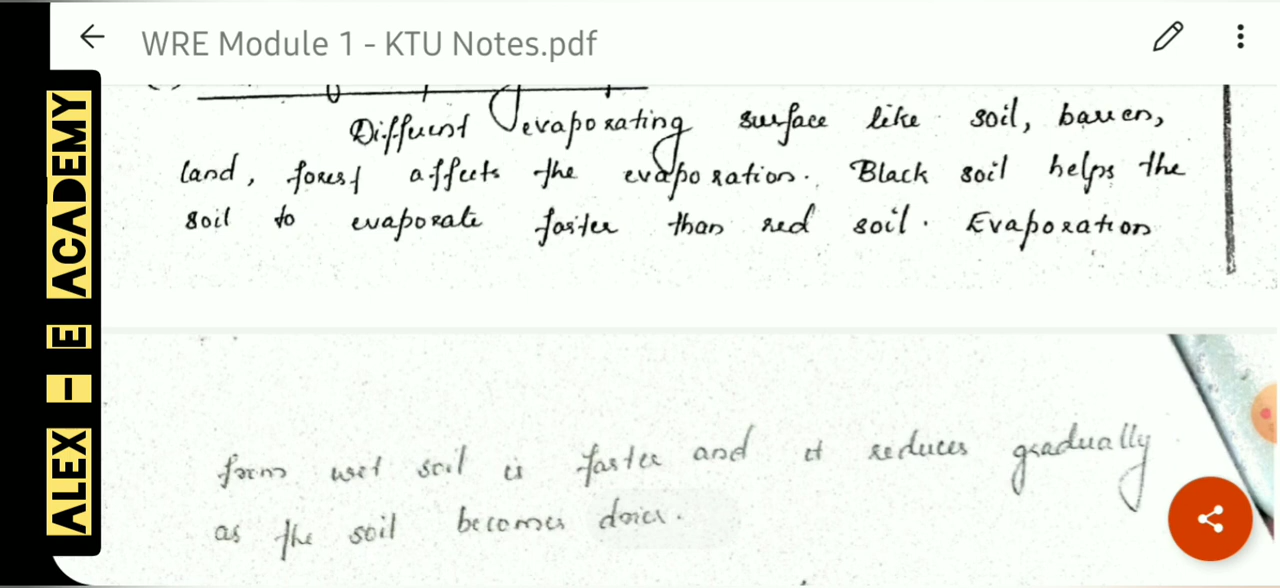 WRE Module 1 - KTU Notes.pdf
ALEX - E ACADEMY
Different evaporating surface like soil, barren,
land, forest affects the evaporation. Black soil helps the
soil to evaporate faster than red soil. Evaporation
form wet soil is faster and it reduces gradually
as the soil becomes drier.